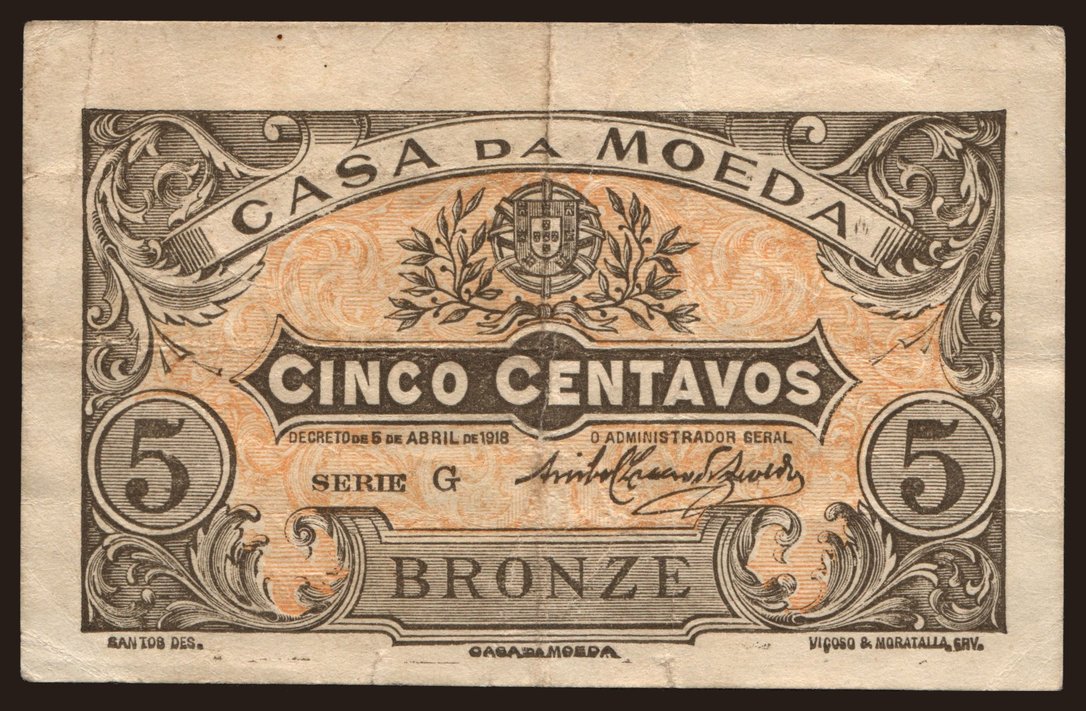 CASA DA MOEDA
CINCO CENTAVOS
DECRETO DE 5 DE ABRIL DE 1918
O ADMINISTRADOR GERAL
5
SERIE G
5
BRONZE
SANTOS DES.
CASA DA MOEDA
VIÇOSO & MORATALLA, GRV.